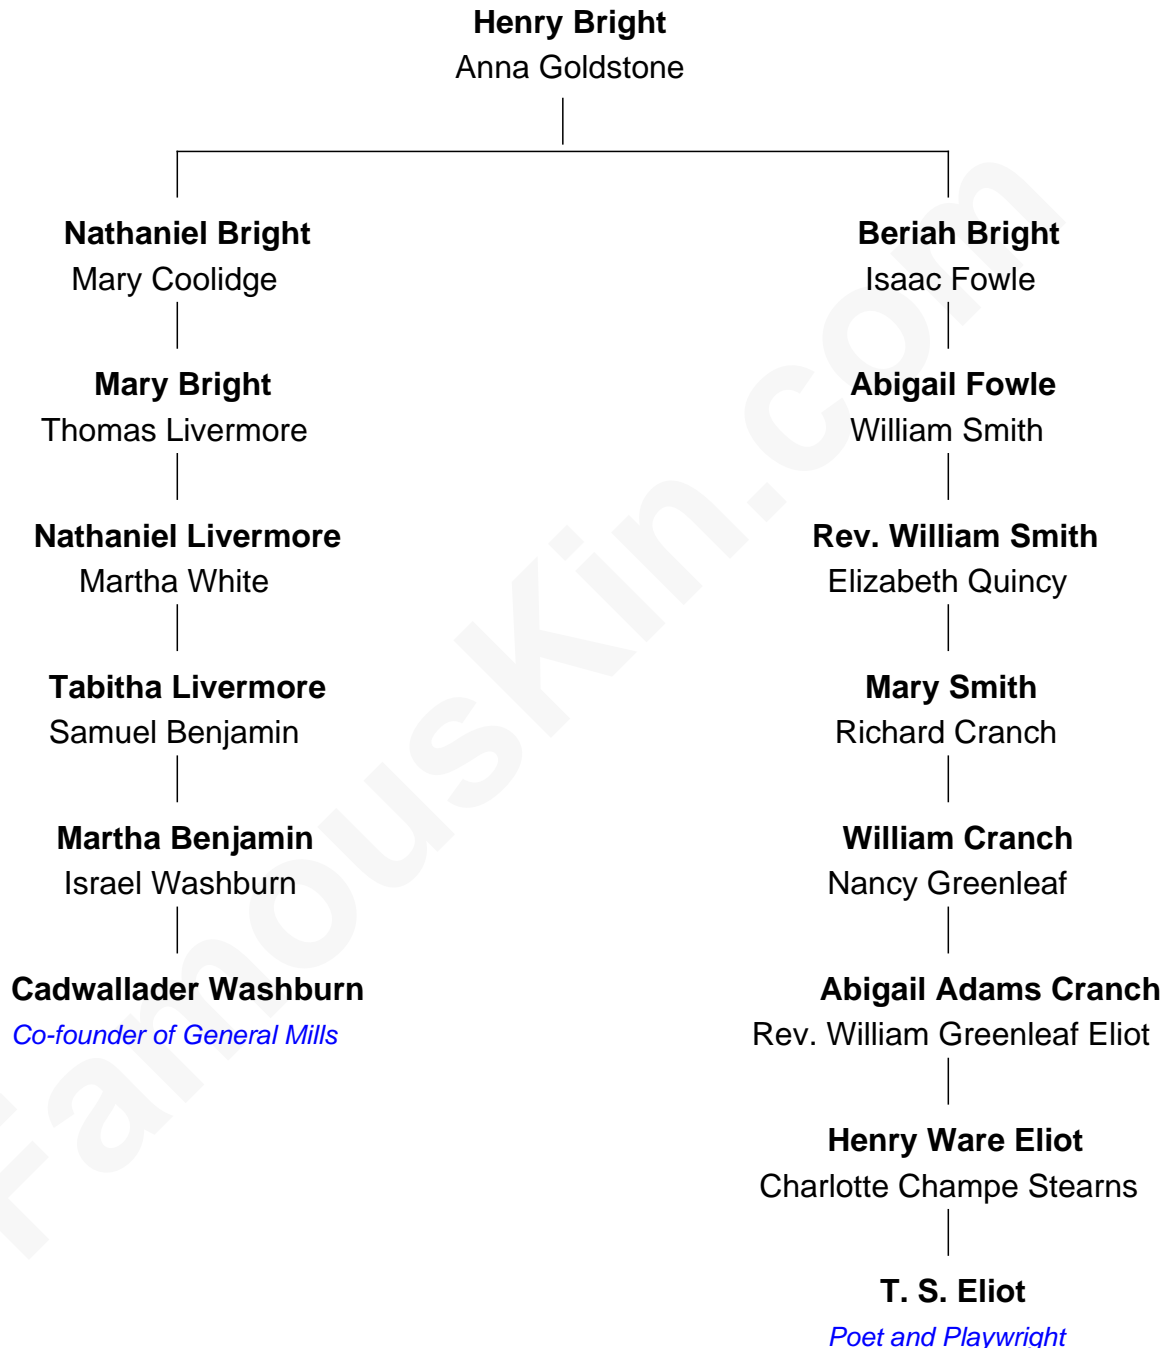 Henry Bright
Anna Goldstone
Nathaniel Bright
Mary Coolidge
Beriah Bright
Isaac Fowle
Mary Bright
Thomas Livermore
Abigail Fowle
William Smith
Nathaniel Livermore
Martha White
Rev. William Smith
Elizabeth Quincy
Tabitha Livermore
Samuel Benjamin
Mary Smith
Richard Cranch
Martha Benjamin
Israel Washburn
William Cranch
Nancy Greenleaf
Cadwallader Washburn
Co-founder of General Mills
Abigail Adams Cranch
Rev. William Greenleaf Eliot
Henry Ware Eliot
Charlotte Champe Stearns
T. S. Eliot
Poet and Playwright
FamousKin.com